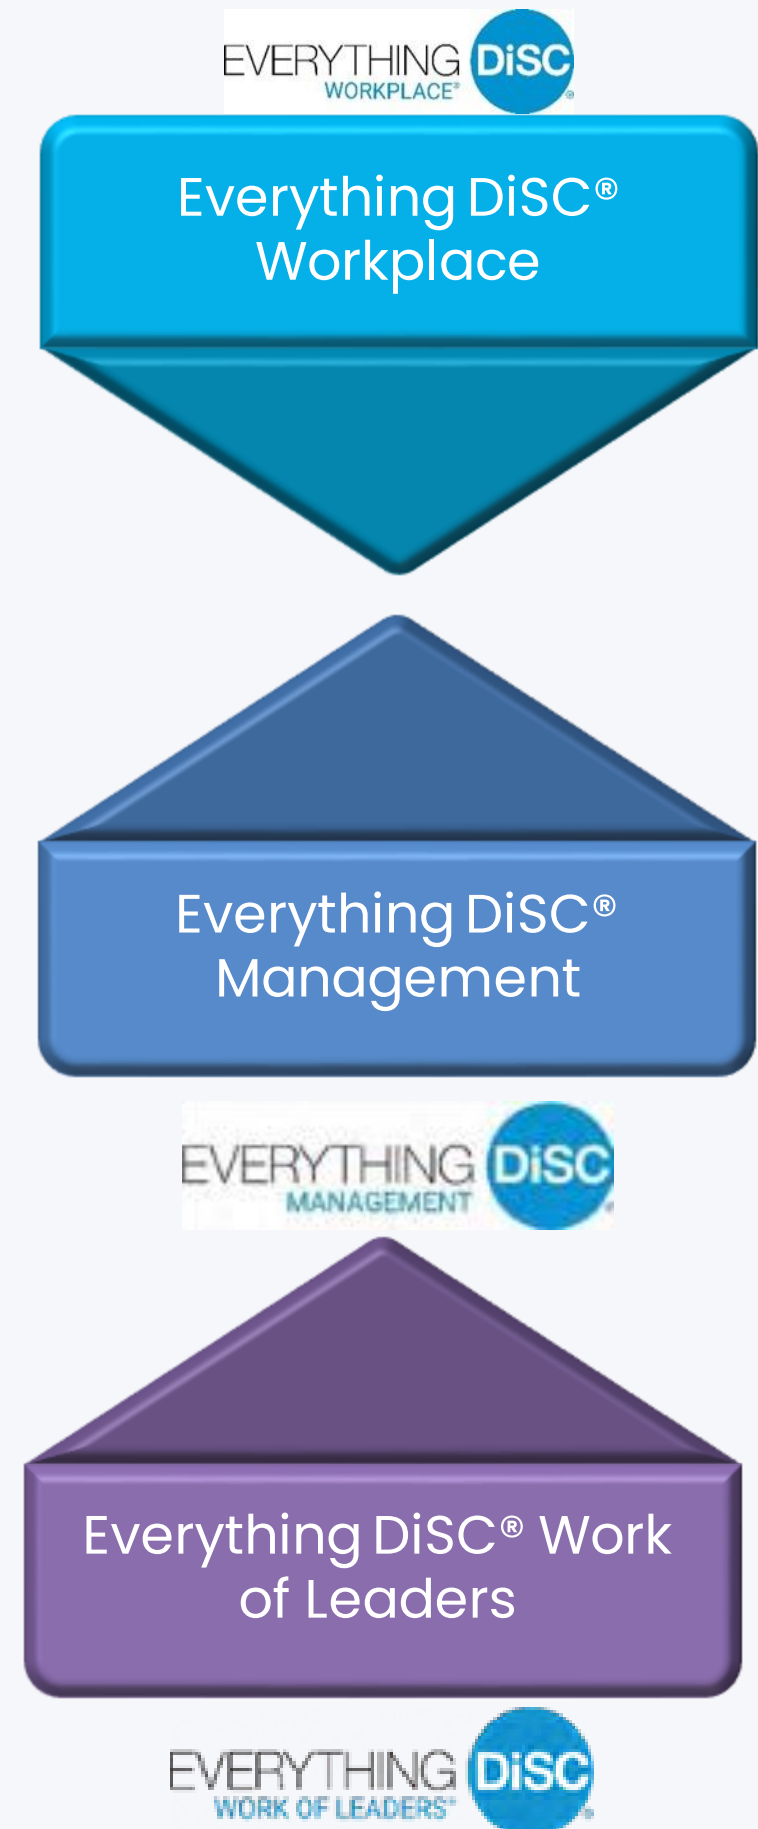 EVERYTHING DiSC
WORKPLACE® ®
Everything DiSC®
Workplace
Everything DiSC®
Management
EVERYTHING DiSC
MANAGEMENT ®
Everything DiSC® Work
of Leaders
EVERYTHING DiSC
WORK OF LEADERS® ®